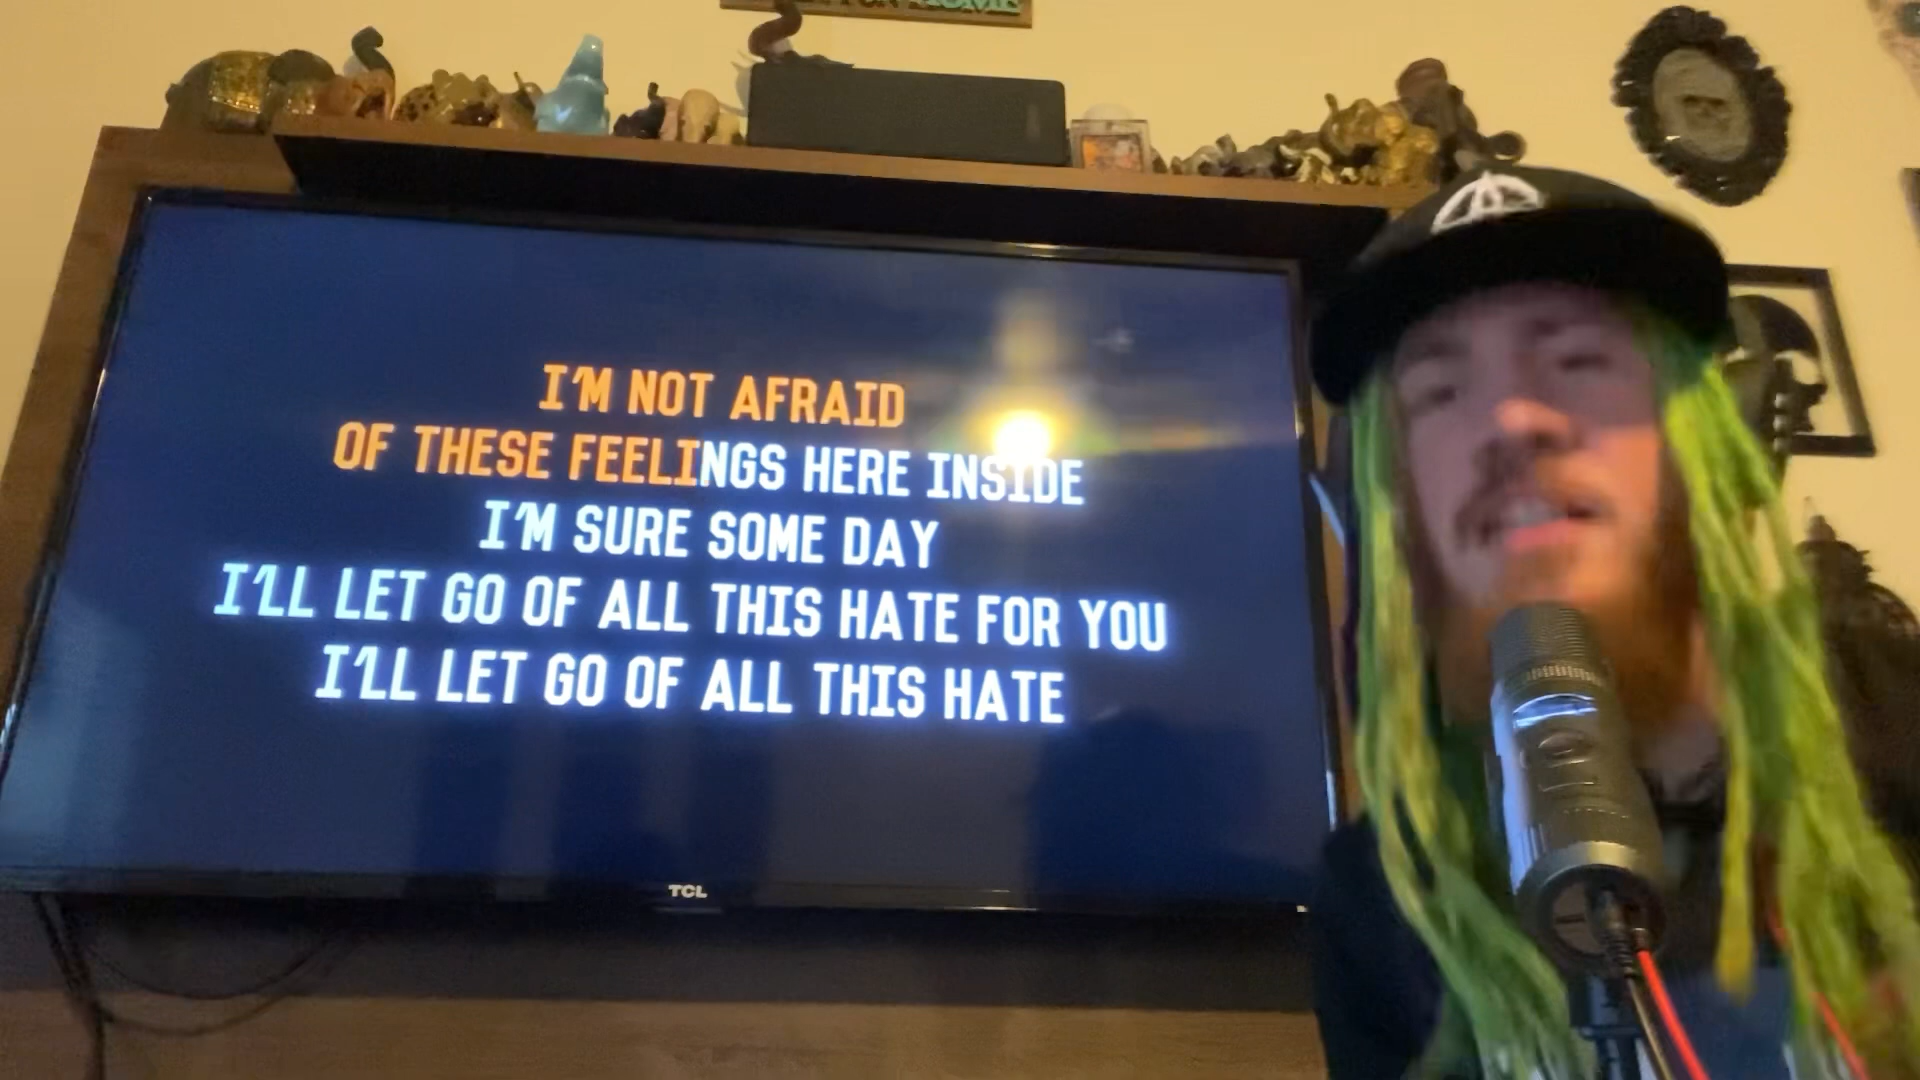 HOME
I'M NOT AFRAID
OF THESE FEELINGS HERE INSIDE
I'M SURE SOME DAY
I'LL LET GO OF ALL THIS HATE FOR YOU
I'LL LET GO OF ALL THIS HATE
TCL